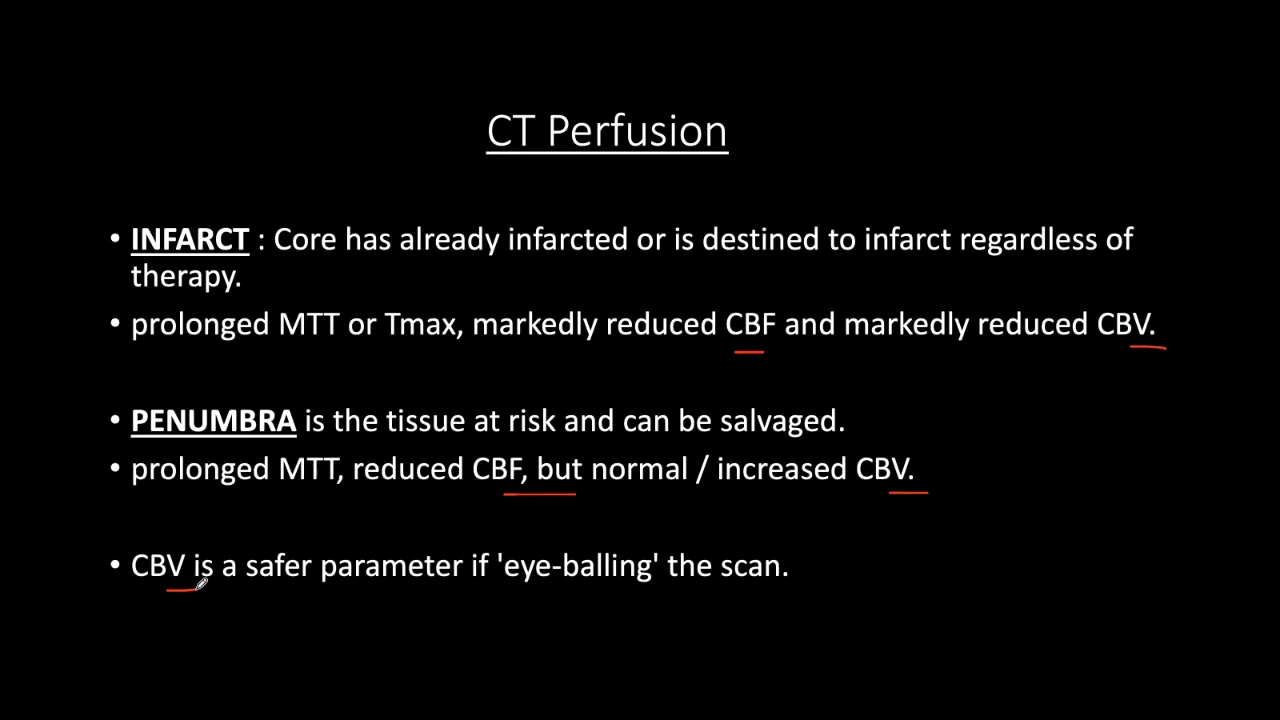 CT Perfusion
• INFARCT : Core has already infarcted or is destined to infarct regardless of
therapy.
• prolonged MTT or Tmax, markedly reduced CBF and markedly reduced CBV.
• PENUMBRA is the tissue at risk and can be salvaged.
• prolonged MTT, reduced CBF, but normal / increased CBV.
• CBV is a safer parameter if 'eye-balling' the scan.